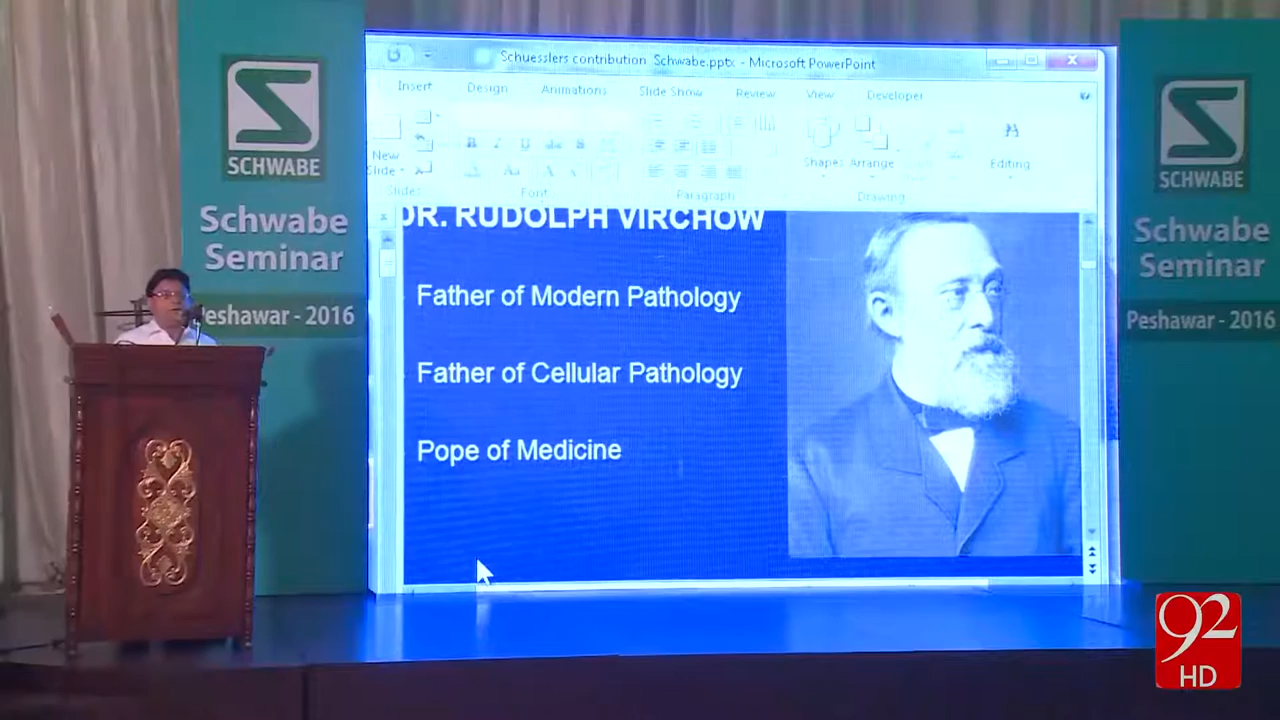 SCHWABE
Schwabe
Seminar
eshawar - 2016
Schuesslers contribution Schwabe.pptx - Microsoft PowerPoint
Insert Design Animations Slide Show Review View Developer
New
Slide
Shapes Arrange Editing
Slides Font Paragraph Drawing
DR. RUDOLPH VIRCHOW
Father of Modern Pathology
Father of Cellular Pathology
Pope of Medicine
SCHWABE
Schwabe
Seminar
Peshawar - 2016
92
HD